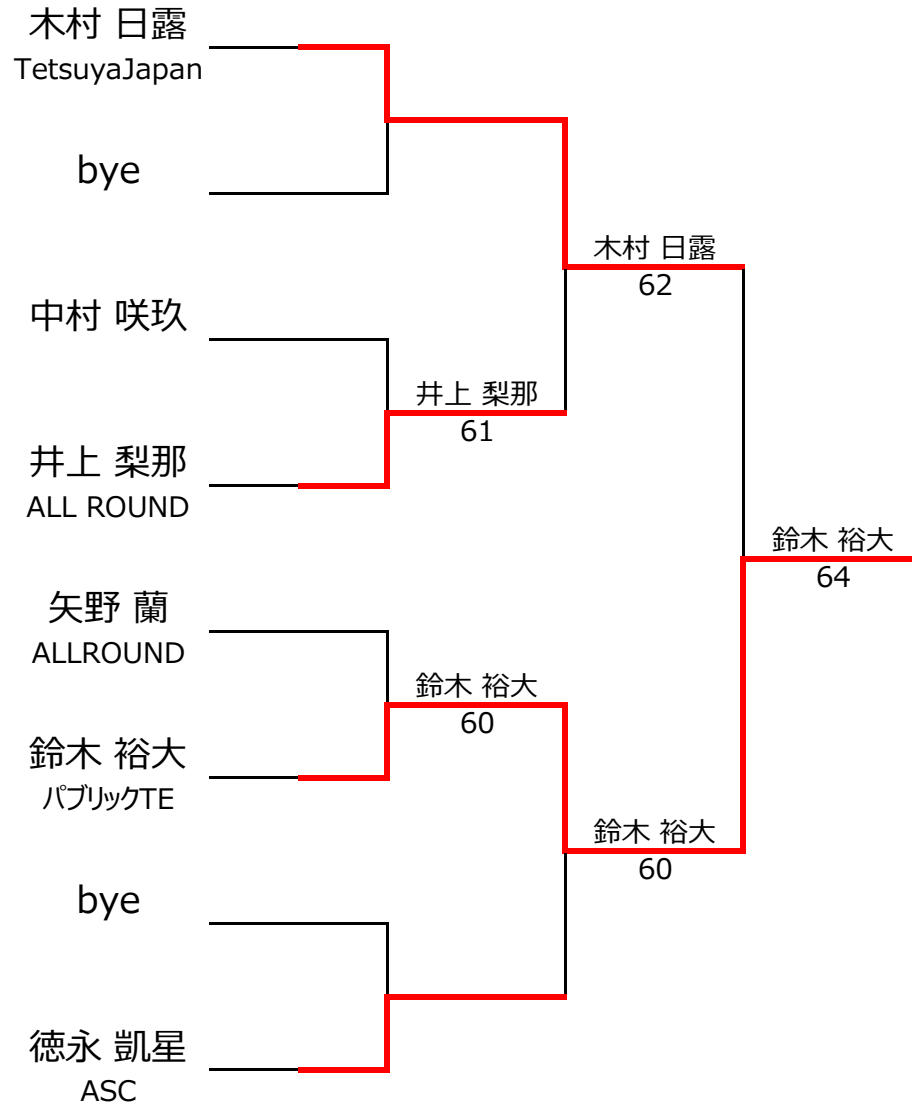 木村 日露
TetsuyaJapan
bye
木村 日露
62
中村 咲玖
井上 梨那
61
井上 梨那
ALL ROUND
鈴木 裕大
64
矢野 蘭
ALLROUND
鈴木 裕大
60
鈴木 裕大
パブリックTE
鈴木 裕大
60
bye
徳永 凱星
ASC